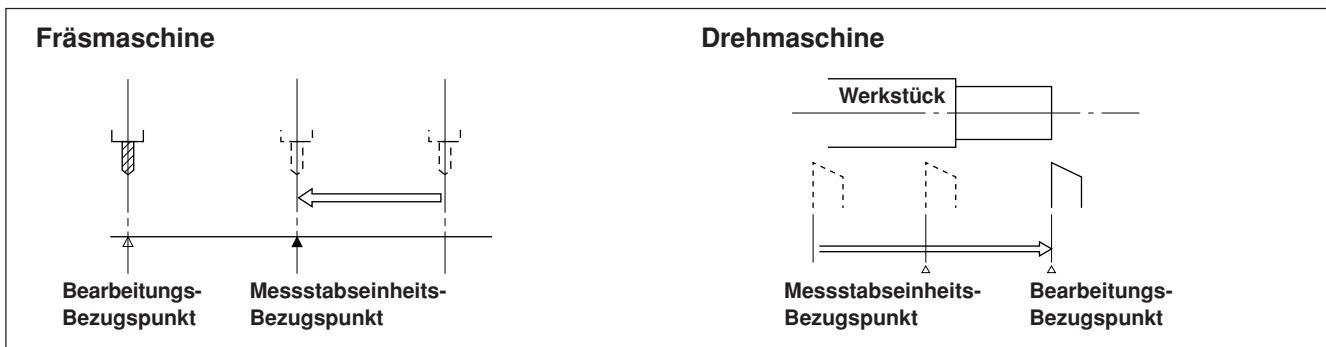 Fräsmaschine
Bearbeitungs-
Bezugspunkt
Messstabseinheits-
Bezugspunkt
Drehmaschine
Werkstück
Messstabseinheits-
Bezugspunkt
Bearbeitungs-
Bezugspunkt